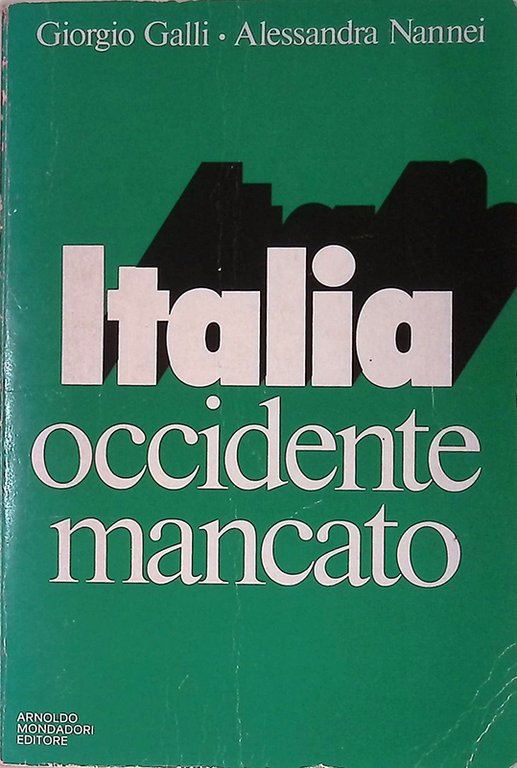 Giorgio Galli · Alessandra Nannei
Italia
occidente
mancato
ARNOLDO
MONDADORI
EDITORE